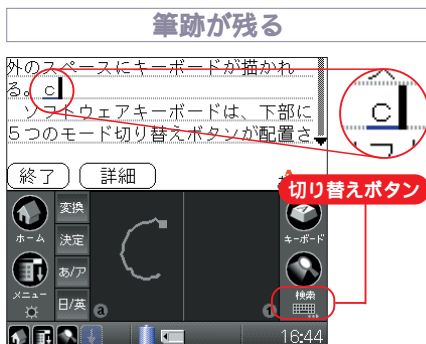 筆跡が残る
外のスペースにキーボードが描かれ
る。c
ソフトウェアキーボードは、下部に
5つのモード切り替えボタンが配置さ
c
終了 詳細
切り替えボタン
変換
ホーム 決定 キーボード
あ/ア
メニュー 検索
日/英 a 1
16:44